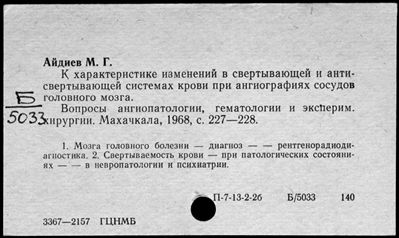 Айдиев М. Г.
К характеристике изменений в свертывающей и анти-
свертывающей системах крови при ангиографиях сосудов
головного мозга.
Б
5033
Вопросы ангиопатологии, гематологии и эксперим.
хирургии. Махачкала, 1968, с. 227—228.
1. Мозга головного болезни — диагноз — — рентгенорадиоди-
агностика. 2. Свертываемость крови — при патологических состояни-
ях — — в невропатологии и психиатрии.
П-7-13-2-2б Б/5033 140
3367—2157 ГЦНМБ